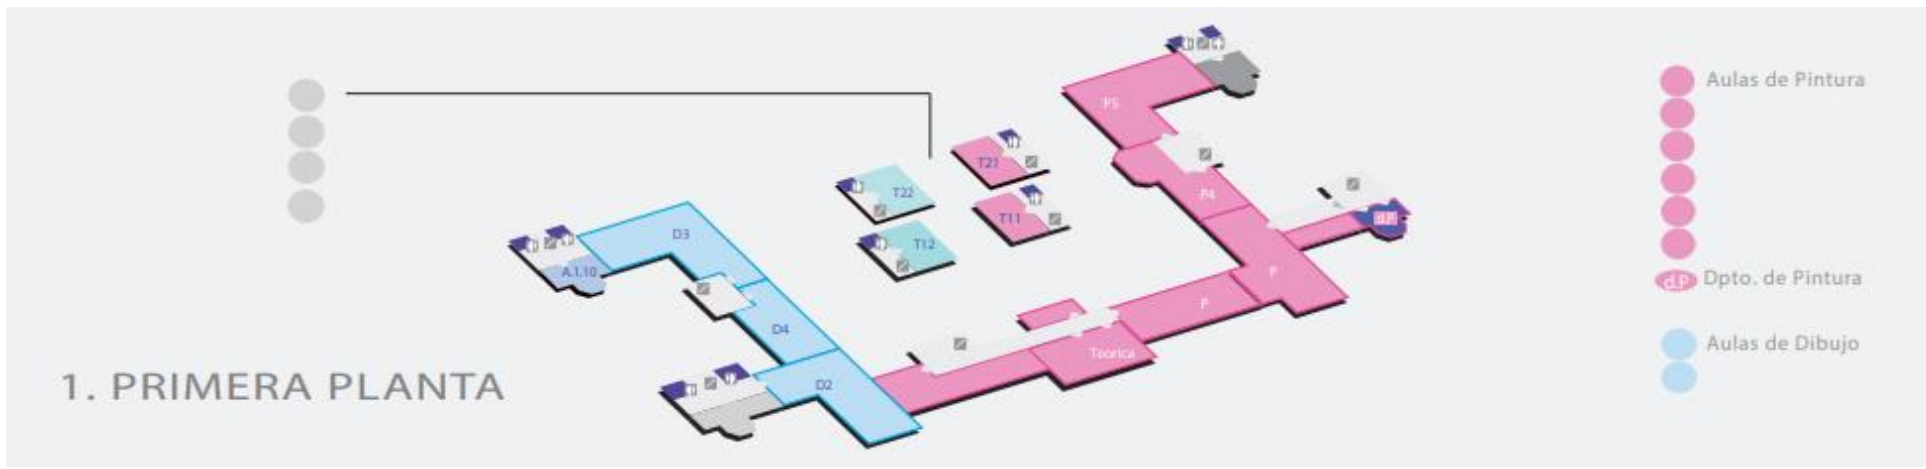 Aulas de Pintura
P5
T21
T22
P4
T11
d.P
D3
T12
A.1.10
P
d.P Dpto. de Pintura
P
D4
Teorica
Aulas de Dibujo
1. PRIMERA PLANTA
D2